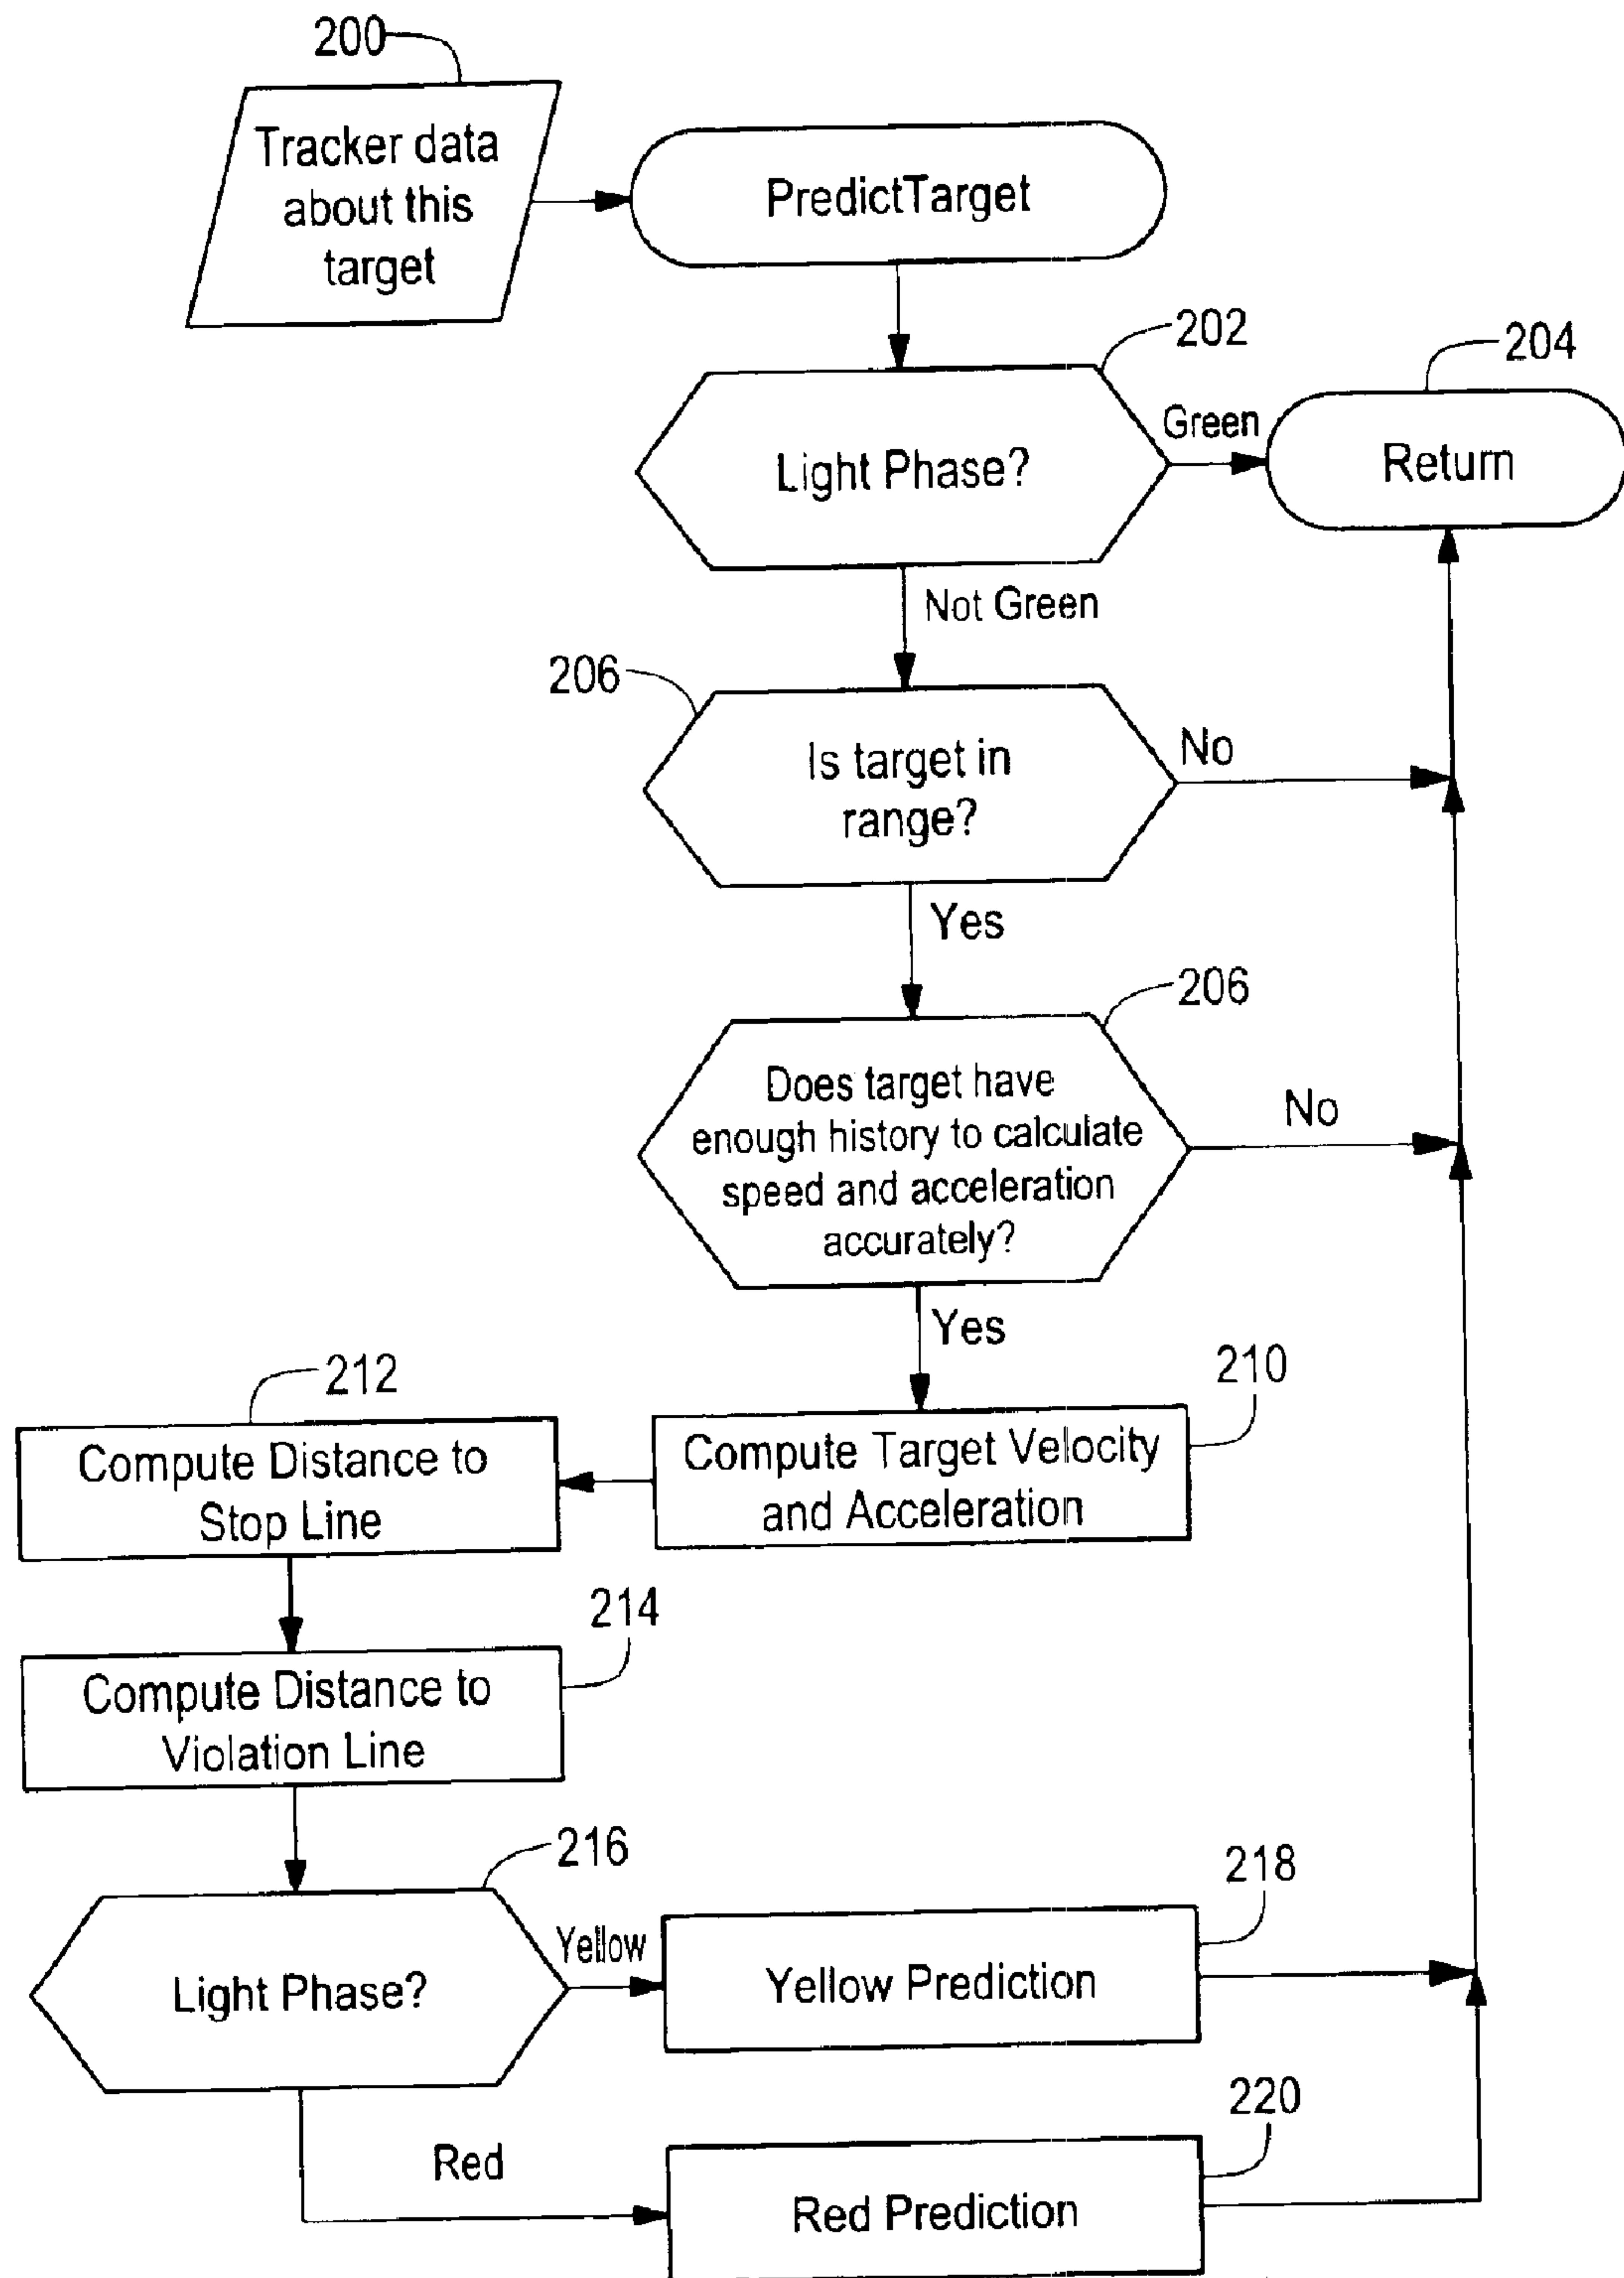 200
Tracker data
about this
target
PredictTarget
202
204
Light Phase?
Green
Return
Not Green
206
Is target in
range?
No
Yes
206
Does target have
enough history to calculate
speed and acceleration
accurately?
No
Yes
212
210
Compute Distance to
Stop Line
Compute Target Velocity
and Acceleration
214
Compute Distance to
Violation Line
216
218
Light Phase?
Yellow
Yellow Prediction
220
Red
Red Prediction